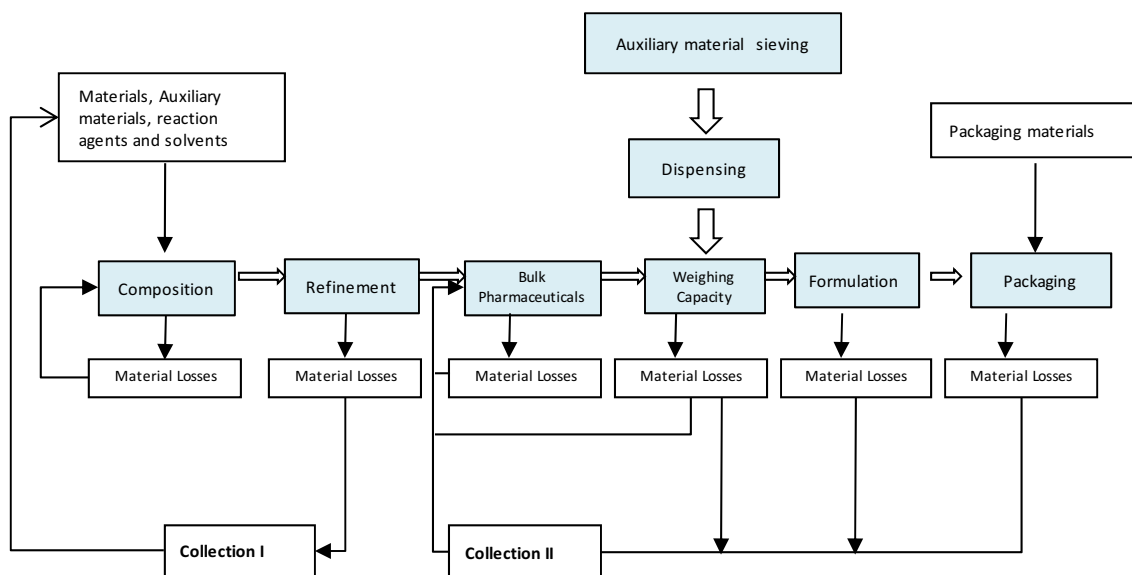 Auxiliary material sieving
Materials, Auxiliary
materials, reaction
agents and solvents
Packaging materials
Dispensing
Composition
Refinement
Bulk
Pharmaceuticals
Weighing
Capacity
Formulation
Packaging
Material Losses
Material Losses
Material Losses
Material Losses
Material Losses
Material Losses
Collection I
Collection II